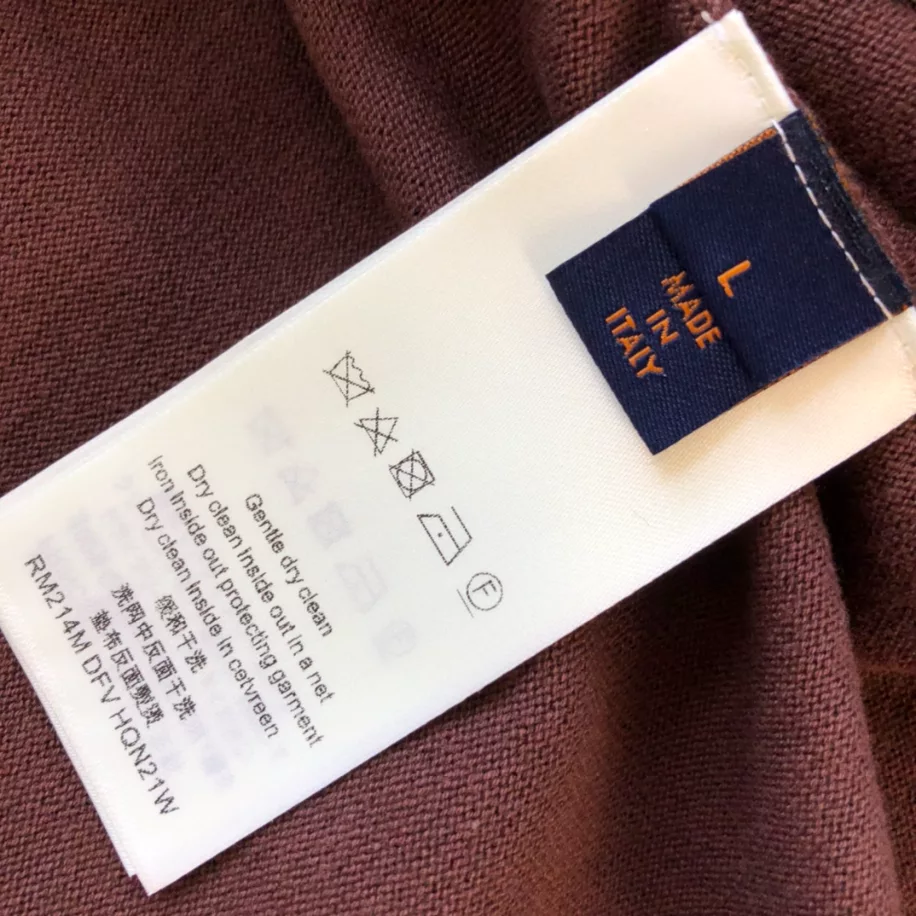 L
MADE
IN
ITALY
F
Gentle dry clean
Dry clean inside out in a net
Iron inside out protecting garment
Dry clean inside in cetvreen
缓和干洗
洗网中反面干洗
垫布反面熨烫
RM214M DFV HQN21W